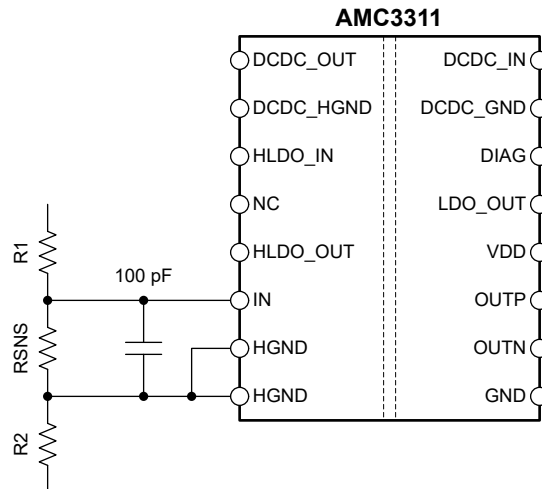 AMC3311
DCDC_OUT
DCDC_IN
DCDC_HGND
DCDC_GND
HLDO_IN
DIAG
NC
LDO_OUT
R1
HLDO_OUT
VDD
100 pF
IN
OUTP
RSNS
HGND
OUTN
HGND
GND
R2